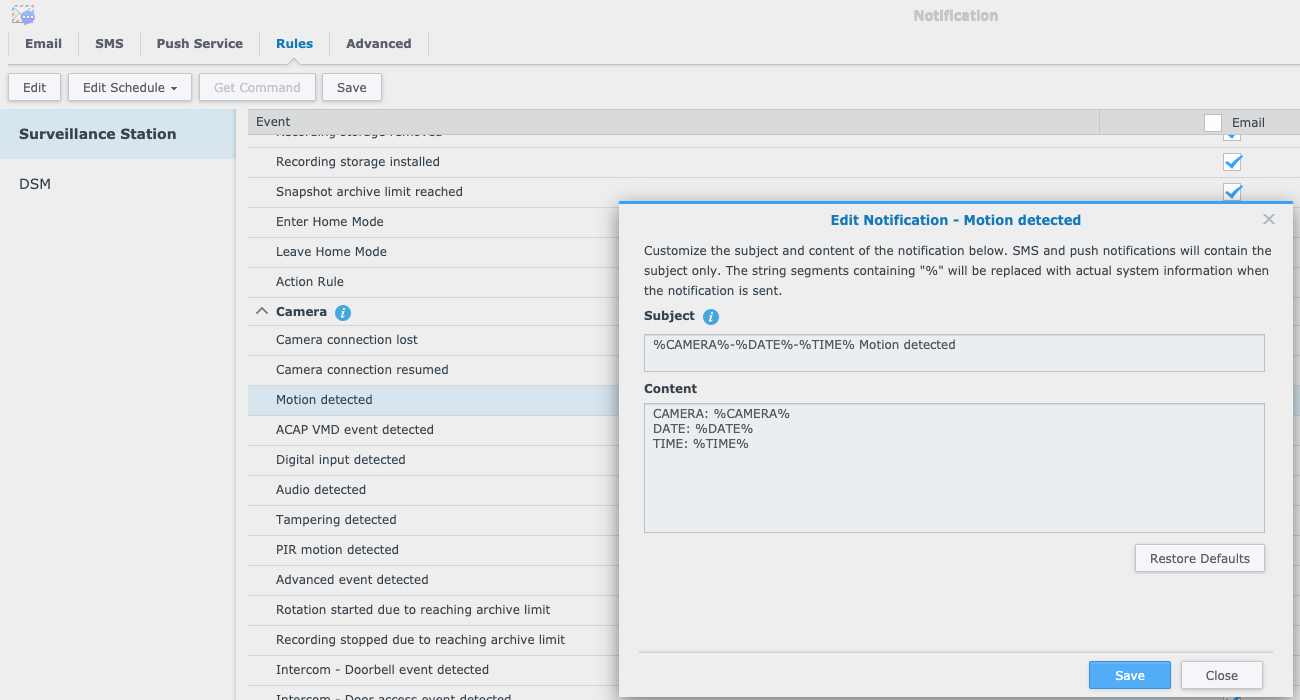 Notification
Email
SMS
Push Service
Rules
Advanced
Edit
Edit Schedule
Get Command
Save
Surveillance Station
DSM
Event
Email
Recording storage removed
Recording storage installed
Snapshot archive limit reached
Enter Home Mode
Leave Home Mode
Action Rule
Camera
Camera connection lost
Camera connection resumed
Motion detected
ACAP VMD event detected
Digital input detected
Audio detected
Tampering detected
PIR motion detected
Advanced event detected
Rotation started due to reaching archive limit
Recording stopped due to reaching archive limit
Intercom - Doorbell event detected
Intercom - Door access event detected
Edit Notification - Motion detected
Customize the subject and content of the notification below. SMS and push notifications will contain the
subject only. The string segments containing "%" will be replaced with actual system information when
the notification is sent.
Subject
%CAMERA%-%DATE%-%TIME% Motion detected
Content
CAMERA: %CAMERA%
DATE: %DATE%
TIME: %TIME%
Restore Defaults
Save
Close